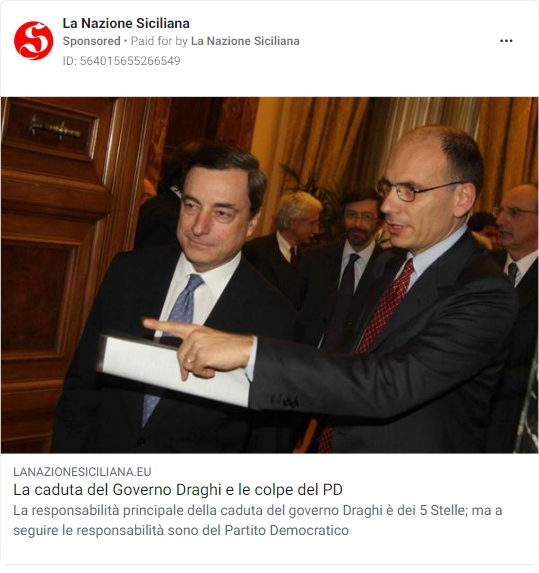 La Nazione Siciliana
Sponsored • Paid for by La Nazione Siciliana
ID: 564015655266549
LANAZIONESICILIANA.EU
La caduta del Governo Draghi e le colpe del PD
La responsabilità principale della caduta del governo Draghi è dei 5 Stelle; ma a
seguire le responsabilità sono del Partito Democratico